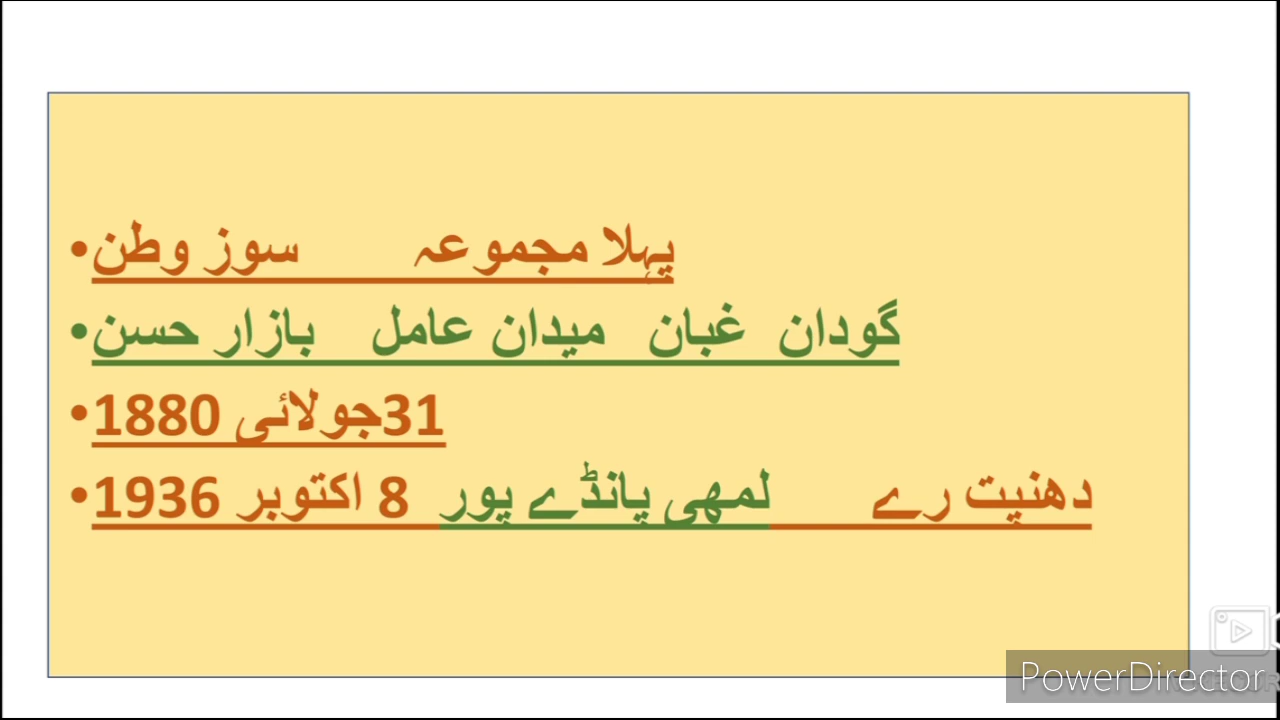 پہلا مجموعہ سوز وطن
گودان غبان میدان عامل بازار حسن
31جولائی 1880
دھنپت رے لمھی پانڈے پور 8 اکتوبر 1936
PowerDirector